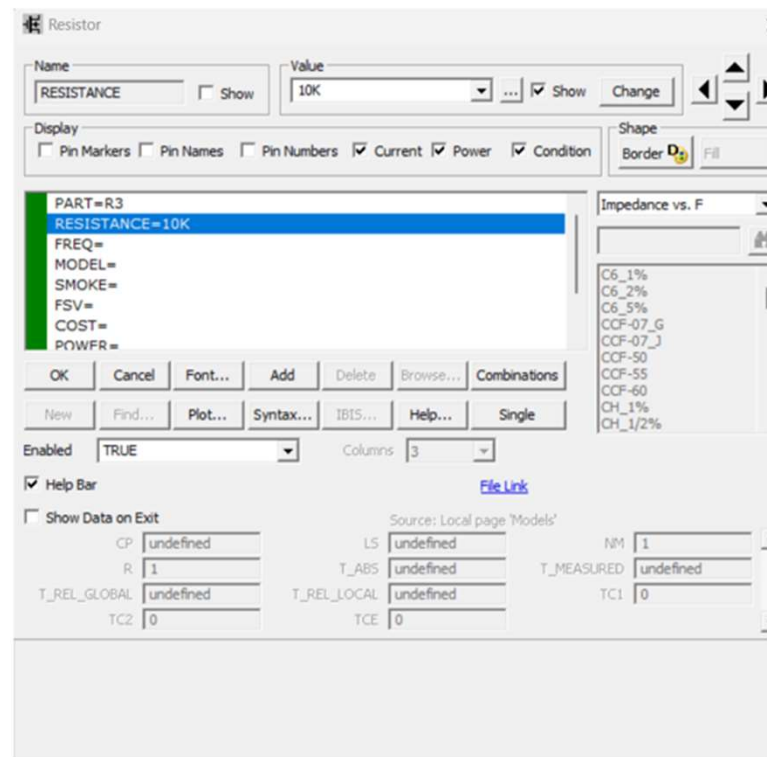 Resistor
Name
RESISTANCE
Show
Value
10K
...
Show
Change
Display
Pin Markers
Pin Names
Pin Numbers
Current
Power
Condition
Shape
Border
Fill
PART=R3
RESISTANCE=10K
FREQ=
MODEL=
SMOKE=
FSV=
COST=
POWER=
Impedance vs. F
C6_1%
C6_2%
C6_5%
CCF-07_G
CCF-07_J
CCF-50
CCF-55
CCF-60
CH_1%
CH_1/2%
OK
Cancel
Font...
Add
Delete
Browse...
Combinations
New
Find...
Plot...
Syntax...
IBIS...
Help...
Single
Enabled
TRUE
Columns
3
Help Bar
File Link
Show Data on Exit
Source: Local page 'Models'
CP undefined
LS undefined
NM 1
R 1
T_ABS undefined
T_MEASURED undefined
T_REL_GLOBAL undefined
T_REL_LOCAL undefined
TC1 0
TC2 0
TCE 0